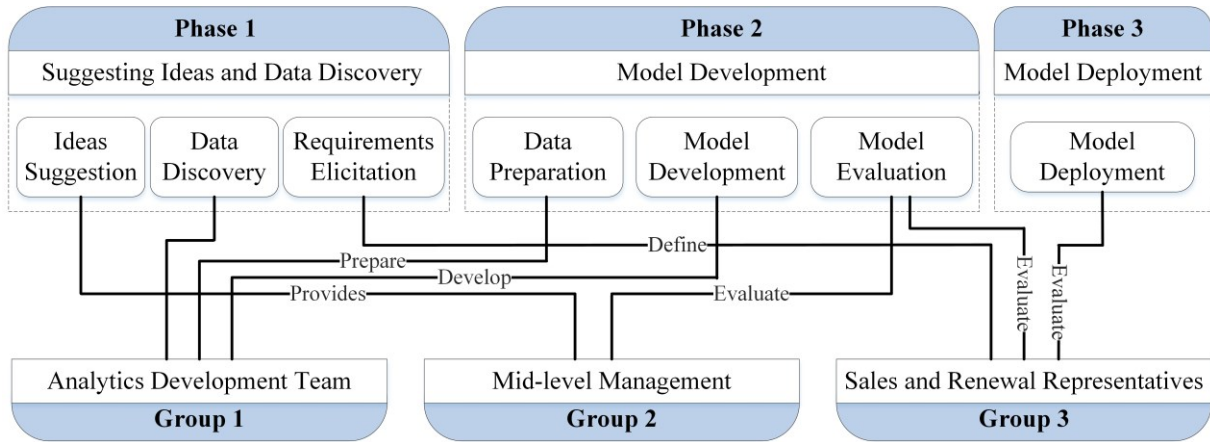 Phase 1
Phase 2
Phase 3
Suggesting Ideas and Data Discovery
Model Development
Model Deployment
Ideas
Suggestion
Data
Discovery
Requirements
Elicitation
Data
Preparation
Model
Development
Model
Evaluation
Model
Deployment
Define
Prepare
Develop
Provides
Evaluate
Evaluate
Evaluate
Analytics Development Team
Mid-level Management
Sales and Renewal Representatives
Group 1
Group 2
Group 3